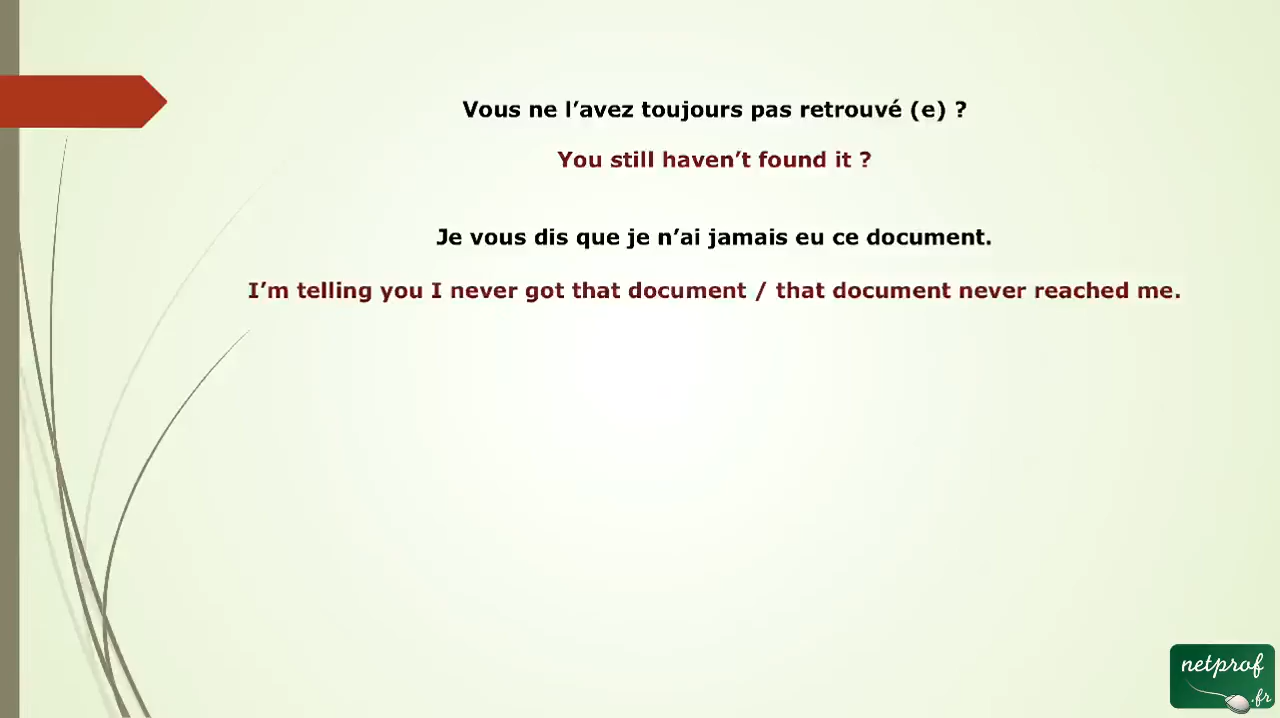 Vous ne l’avez toujours pas retrouvé (e) ?
You still haven’t found it ?
Je vous dis que je n’ai jamais eu ce document.
I’m telling you I never got that document / that document never reached me.
netprof
.fr